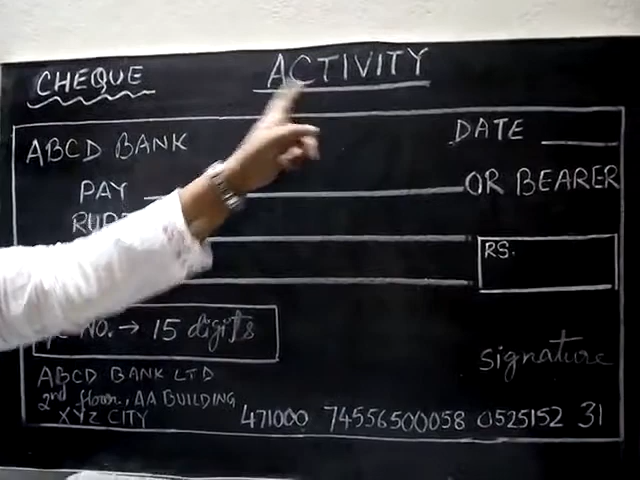 CHEQUE
ACTIVITY
ABCD BANK
DATE
PAY
OR BEARER
RS.
NO. → 15 digits
signature
ABCD BANK LTD
2nd floor, AA BUILDING
XYZ CITY
471000 74556500058 0525152 31